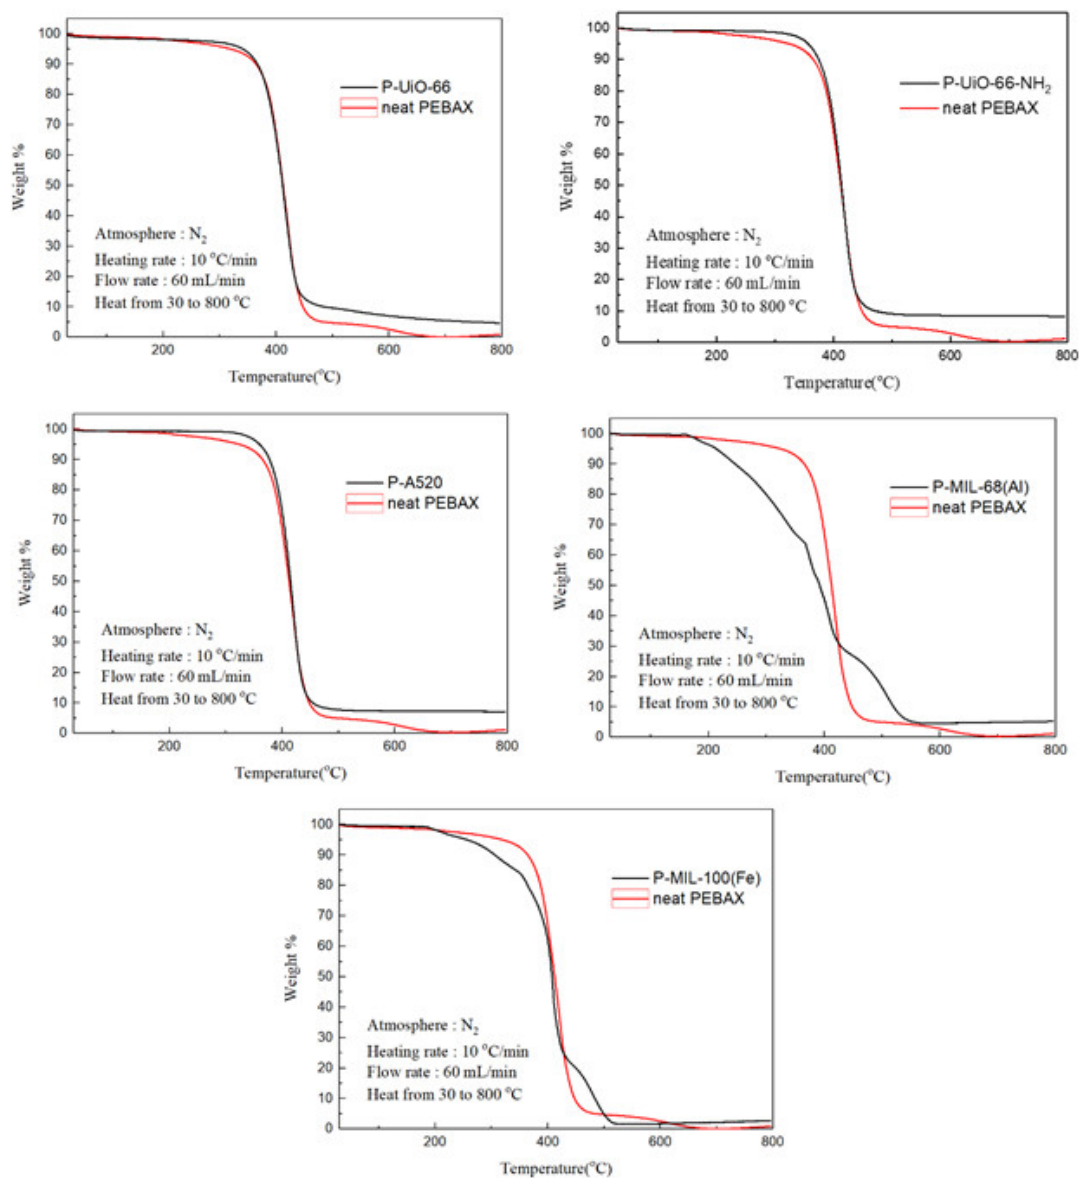 100
90
80
70
60
50
40
30
20
10
0
Weight %
P-UiO-66
neat PEBAX
Atmosphere : N2
Heating rate : 10 °C/min
Flow rate : 60 mL/min
Heat from 30 to 800 °C
200 400 600 800
Temperature(°C)
100
90
80
70
60
50
40
30
20
10
0
Weight %
P-UiO-66-NH2
neat PEBAX
Atmosphere : N2
Heating rate : 10 °C/min
Flow rate : 60 mL/min
Heat from 30 to 800 °C
200 400 600 800
Temperature(°C)
100
90
80
70
60
50
40
30
20
10
0
Weight %
P-A520
neat PEBAX
Atmosphere : N2
Heating rate : 10 °C/min
Flow rate : 60 mL/min
Heat from 30 to 800 °C
200 400 600 800
Temperature(°C)
100
90
80
70
60
50
40
30
20
10
0
Weight %
P-MIL-68(Al)
neat PEBAX
Atmosphere : N2
Heating rate : 10 °C/min
Flow rate : 60 mL/min
Heat from 30 to 800 °C
200 400 600 800
Temperature(°C)
100
90
80
70
60
50
40
30
20
10
0
Weight %
P-MIL-100(Fe)
neat PEBAX
Atmosphere : N2
Heating rate : 10 °C/min
Flow rate : 60 mL/min
Heat from 30 to 800 °C
200 400 600 800
Temperature(°C)